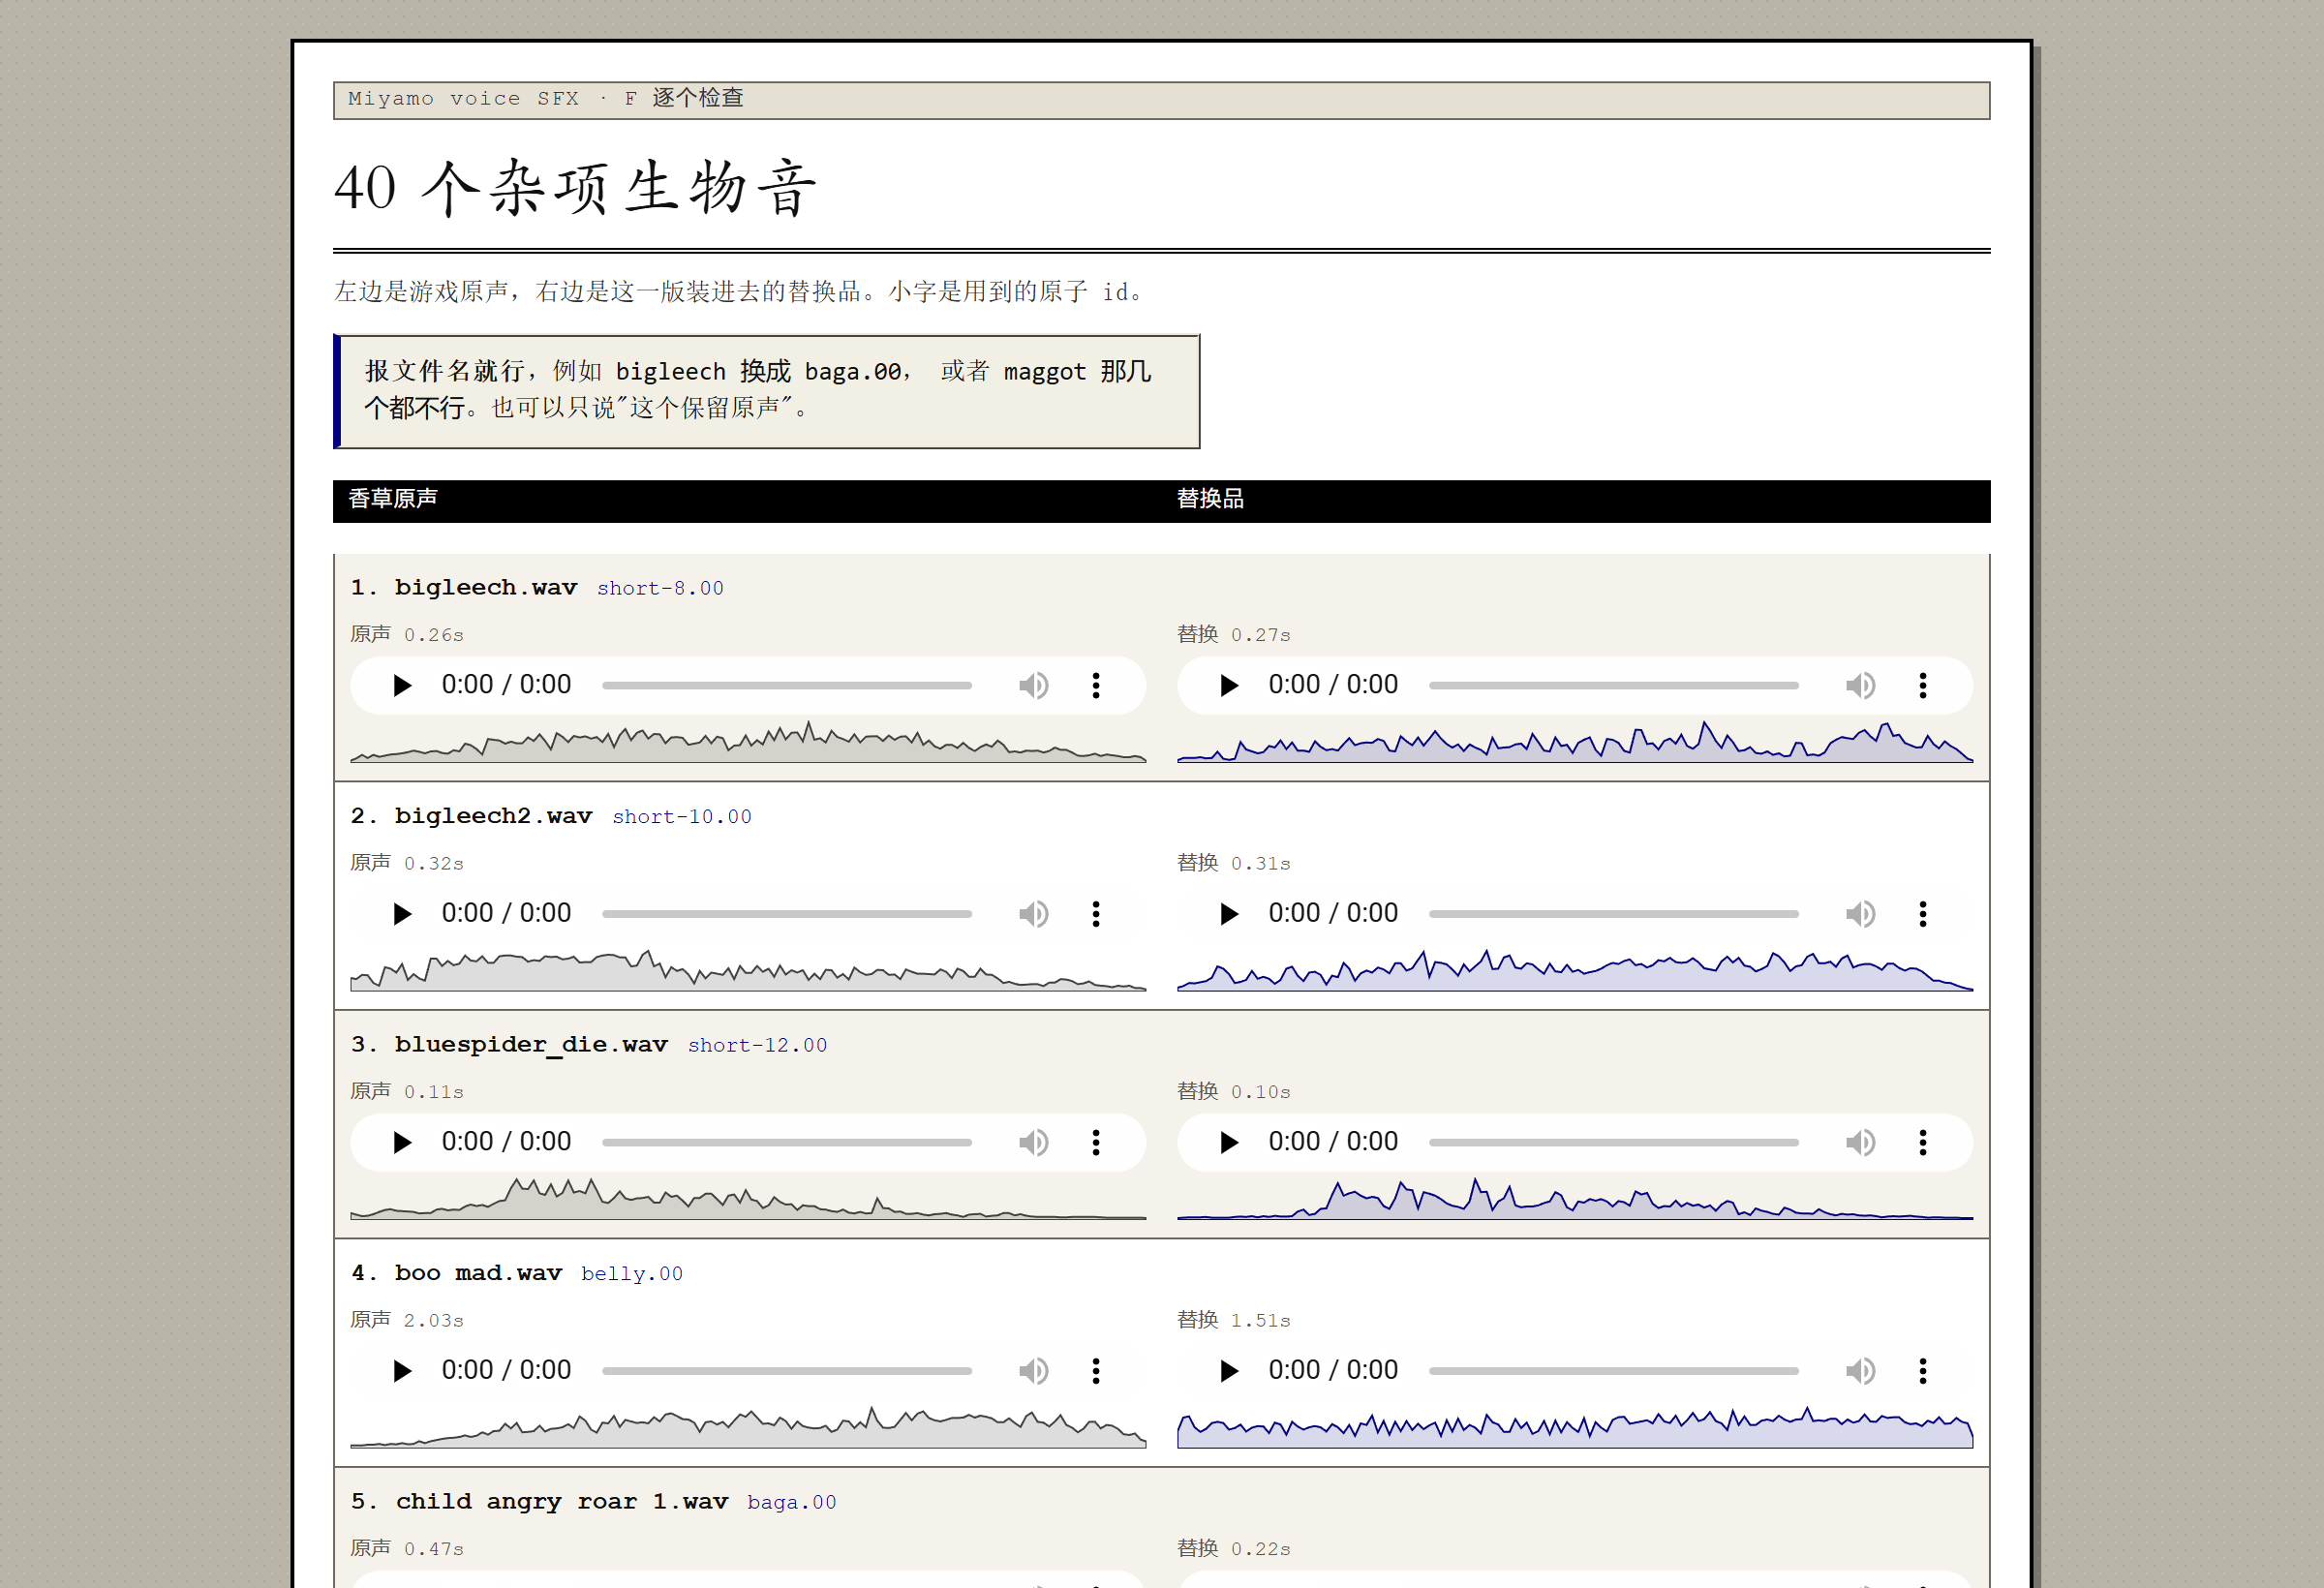 Miyamo voice SFX · F 逐个检查
40 个杂项生物音
左边是游戏原声，右边是这一版装进去的替换品。小字是用到的原子 id。
报文件名就行，例如 bigleech 换成 baga.00， 或者 maggot 那几
个都不行。也可以只说"这个保留原声"。
香草原声 替换品
1. bigleech.wav short-8.00
原声 0.26s 替换 0.27s
0:00 / 0:00 0:00 / 0:00
2. bigleech2.wav short-10.00
原声 0.32s 替换 0.31s
0:00 / 0:00 0:00 / 0:00
3. bluespider_die.wav short-12.00
原声 0.11s 替换 0.10s
0:00 / 0:00 0:00 / 0:00
4. boo mad.wav belly.00
原声 2.03s 替换 1.51s
0:00 / 0:00 0:00 / 0:00
5. child angry roar 1.wav baga.00
原声 0.47s 替换 0.22s